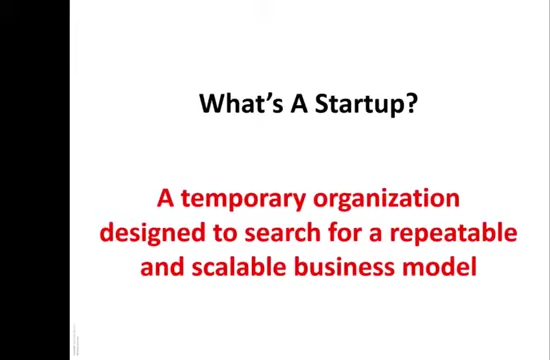 What's A Startup?
A temporary organization
designed to search for a repeatable
and scalable business model